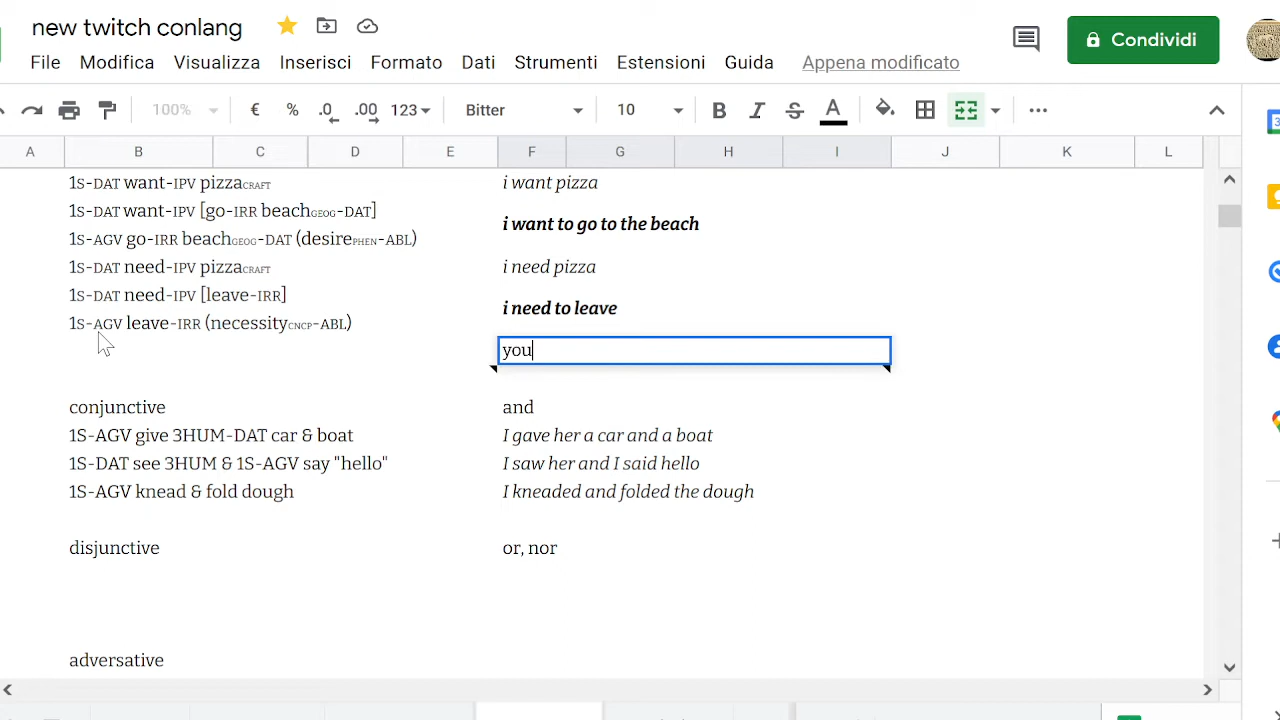 new twitch conlang
File Modifica Visualizza Inserisci Formato Dati Strumenti Estensioni Guida Appena modificato
Condividi
100% € % .0 .00 123 Bitter 10 B I S A
A B C D E F G H I J K L
1S-DAT want-IPV pizzaCRAFT i want pizza
1S-DAT want-IPV [go-IRR beachGEOG-DAT]
i want to go to the beach
1S-AGV go-IRR beachGEOG-DAT (desirePHEN-ABL)
1S-DAT need-IPV pizzaCRAFT i need pizza
1S-DAT need-IPV [leave-IRR]
i need to leave
1S-AGV leave-IRR (necessityCNCP-ABL)
you
conjunctive and
1S-AGV give 3HUM-DAT car & boat I gave her a car and a boat
1S-DAT see 3HUM & 1S-AGV say "hello" I saw her and I said hello
1S-AGV knead & fold dough I kneaded and folded the dough
disjunctive or, nor
adversative